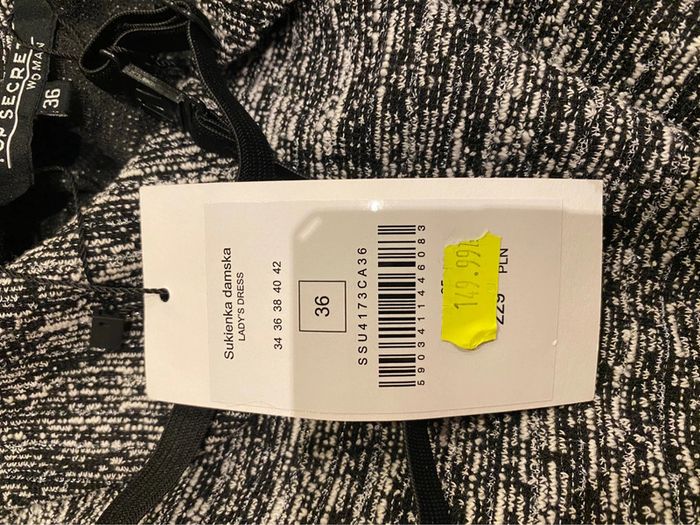 TOP SECRET
WOMAN
36
Sukienka damska
LADY'S DRESS
34 36 38 40 42
36
SSU4173CA36
5903411446083
149.99
229
PLN